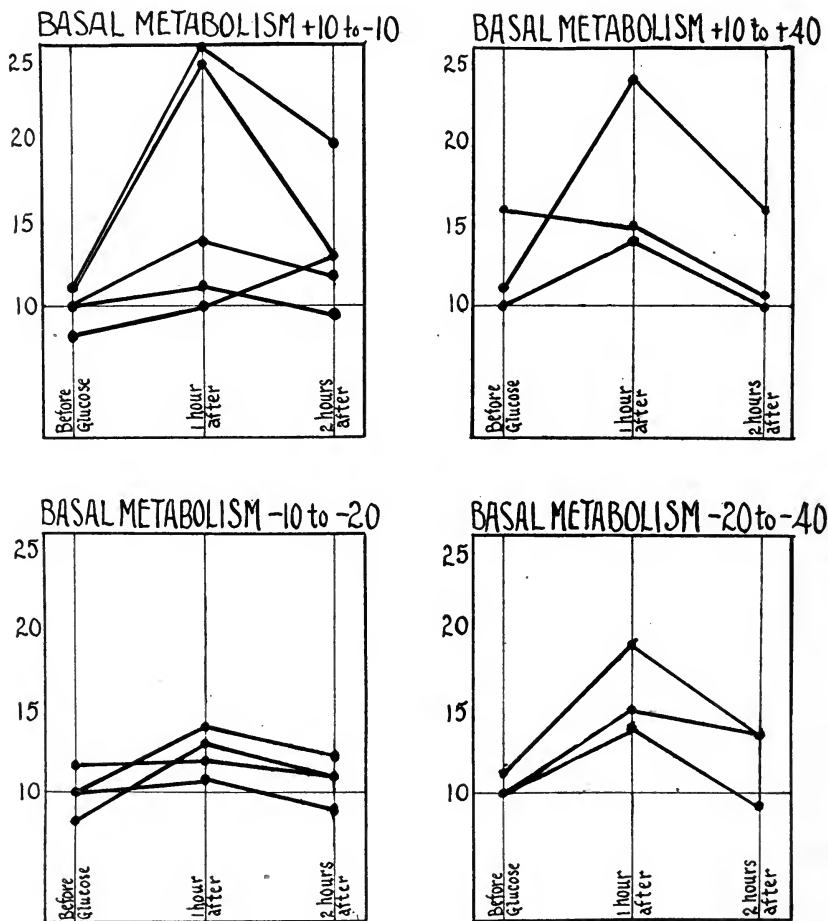 BASAL METABOLISM +10 to -10
25
20
15
10
Before
Glucose
1 hour
after
2 hours
after
BASAL METABOLISM +10 to +40
25
20
15
10
Before
Glucose
1 hour
after
2 hours
after
BASAL METABOLISM -10 to -20
25
20
15
10
Before
Glucose
1 hour
after
2 hours
after
BASAL METABOLISM -20 to -40
25
20
15
10
Before
Glucose
1 hour
after
2 hours
after